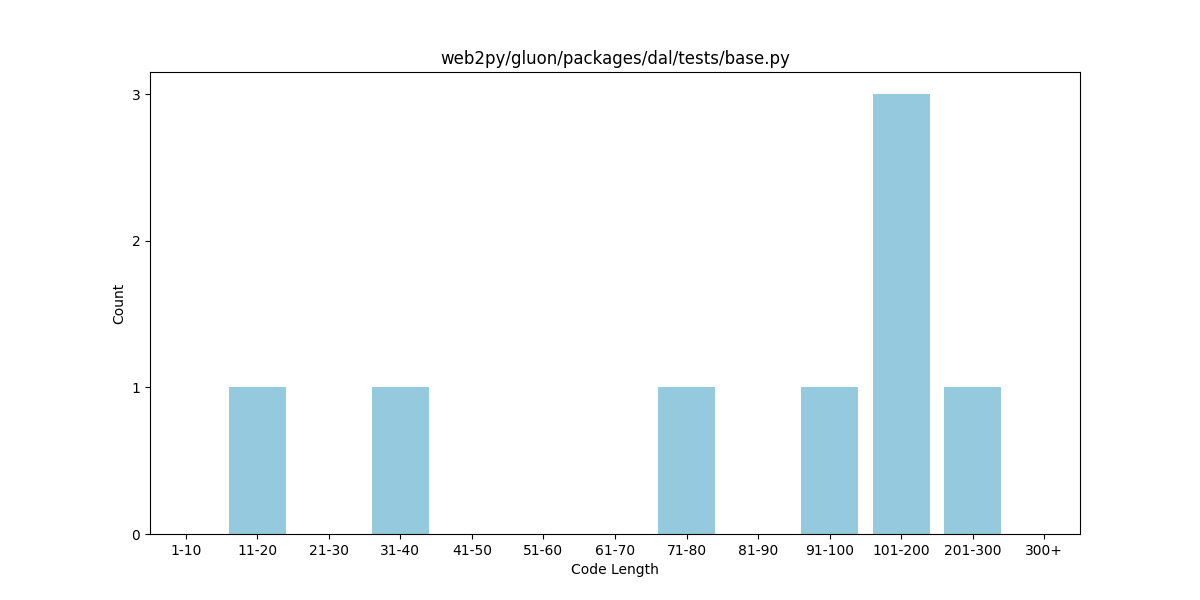 web2py/gluon/packages/dal/tests/base.py
3
2
1
0
Count
1-10 11-20 21-30 31-40 41-50 51-60 61-70 71-80 81-90 91-100 101-200 201-300 300+
Code Length